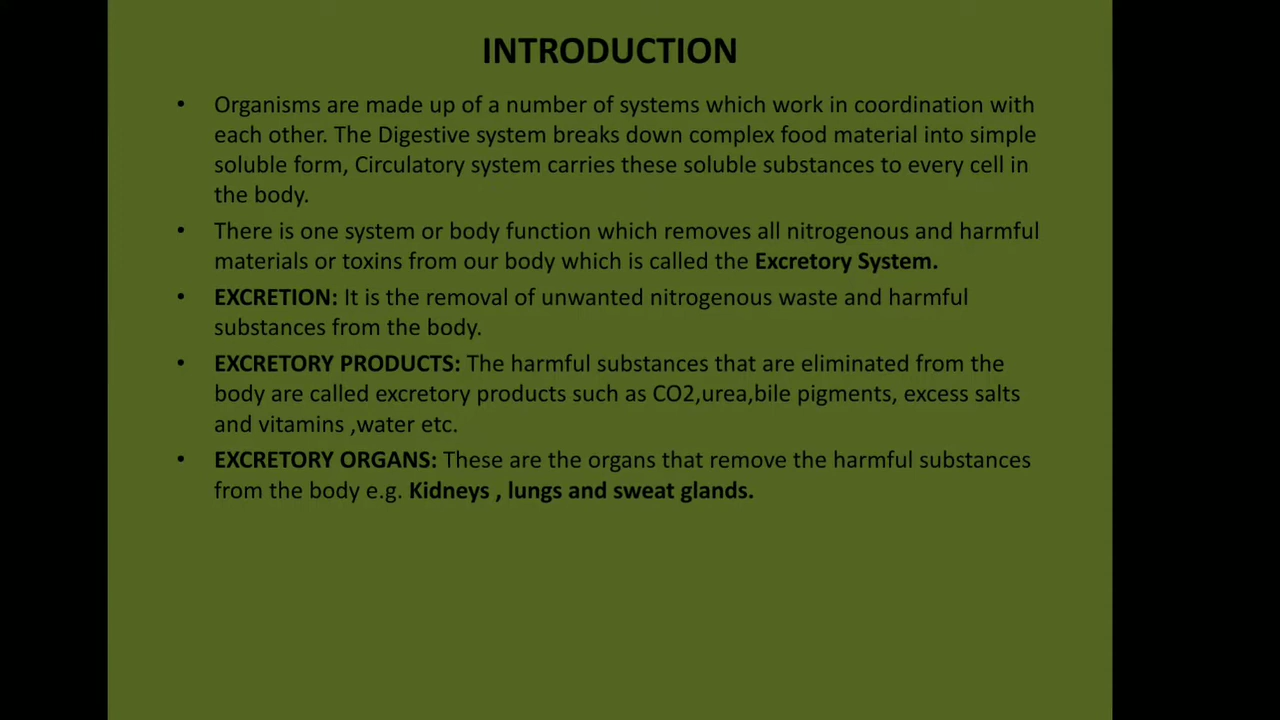 INTRODUCTION
• Organisms are made up of a number of systems which work in coordination with
each other. The Digestive system breaks down complex food material into simple
soluble form, Circulatory system carries these soluble substances to every cell in
the body.
• There is one system or body function which removes all nitrogenous and harmful
materials or toxins from our body which is called the Excretory System.
• EXCRETION: It is the removal of unwanted nitrogenous waste and harmful
substances from the body.
• EXCRETORY PRODUCTS: The harmful substances that are eliminated from the
body are called excretory products such as CO2,urea,bile pigments, excess salts
and vitamins ,water etc.
• EXCRETORY ORGANS: These are the organs that remove the harmful substances
from the body e.g. Kidneys , lungs and sweat glands.